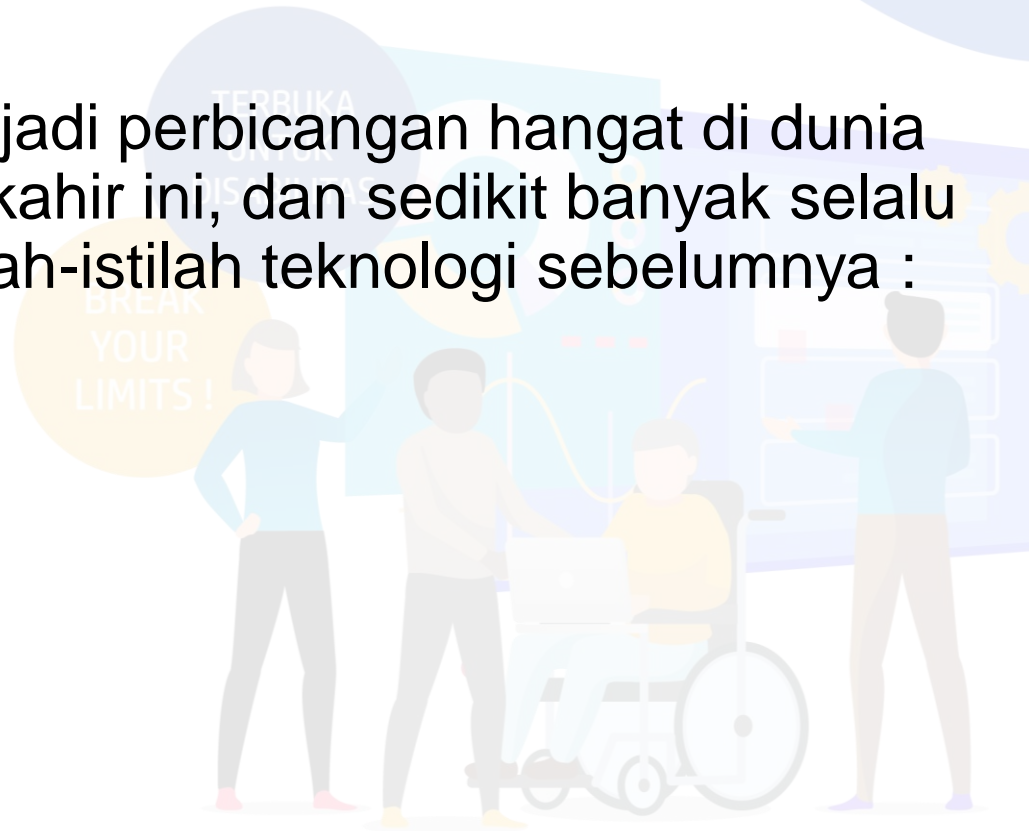 jadi perbicangan hangat di dunia
kahir ini, dan sedikit banyak selalu
ah-istilah teknologi sebelumnya :
TERBUKA
UNTUK
DISABILITAS
BREAK
YOUR
LIMITS !